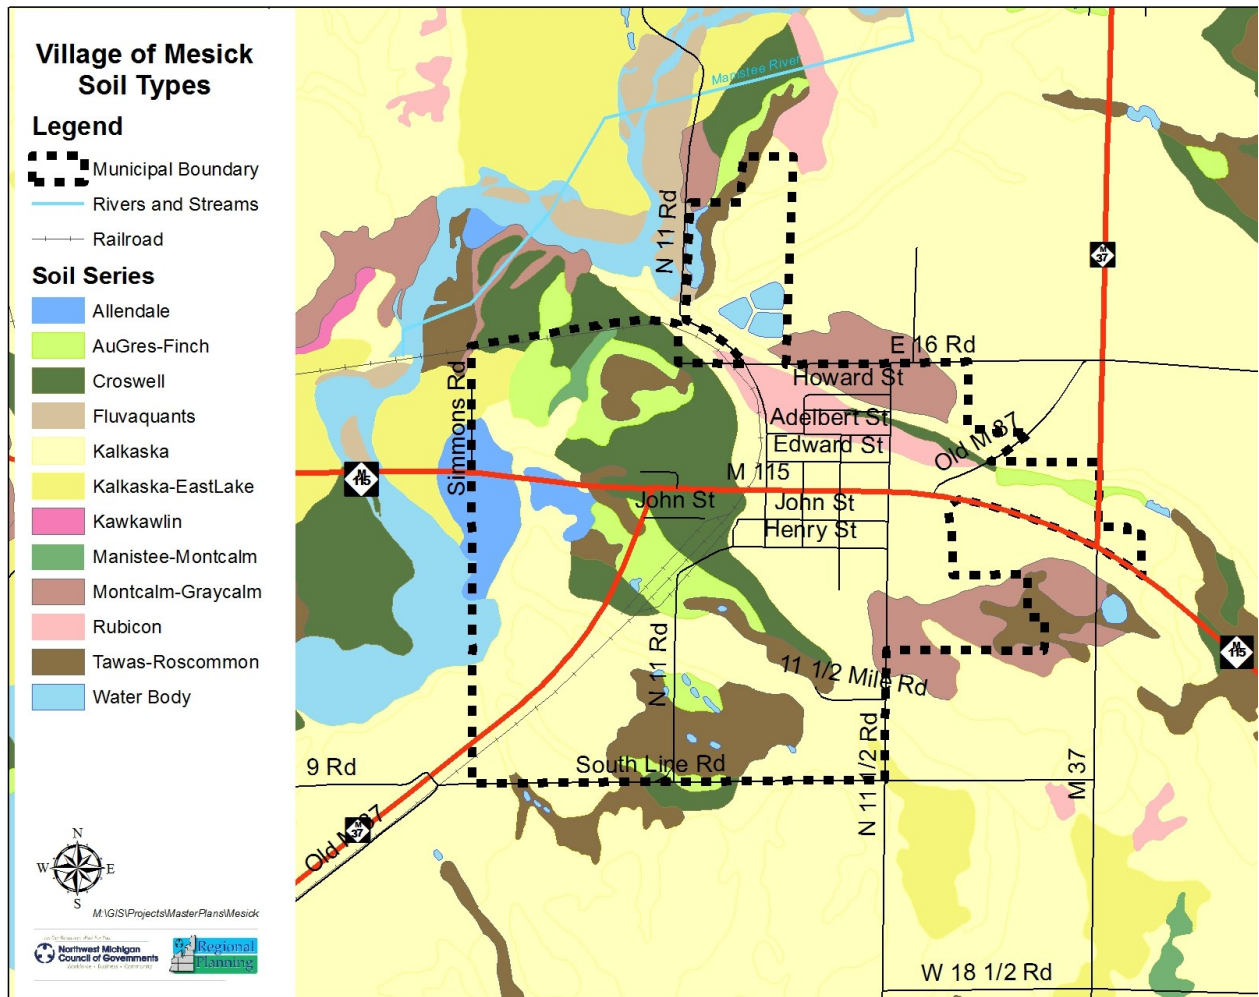 Village of Mesick
Soil Types
Legend
Municipal Boundary
Rivers and Streams
Railroad
Soil Series
Allendale
AuGres-Finch
Croswell
Fluvaquants
Kalkaska
Kalkaska-EastLake
Kawkawlin
Manistee-Montcalm
Montcalm-Graycalm
Rubicon
Tawas-Roscommon
Water Body
N
W
E
S
M:\GIS\Projects\MasterPlans\Mesick
Northwest Michigan
Council of Governments
Workforce • Business • Community
Regional
Planning
Manistee River
N 11 Rd
M
37
E 16 Rd
Howard St
Simmons Rd
Adelbert St
Old M 37
Edward St
M 115
M
115
John St
John St
Henry St
N 11 Rd
11 1/2 Mile Rd
M
115
South Line Rd
9 Rd
N 11 1/2 Rd
M 37
Old M 37
M
37
W 18 1/2 Rd